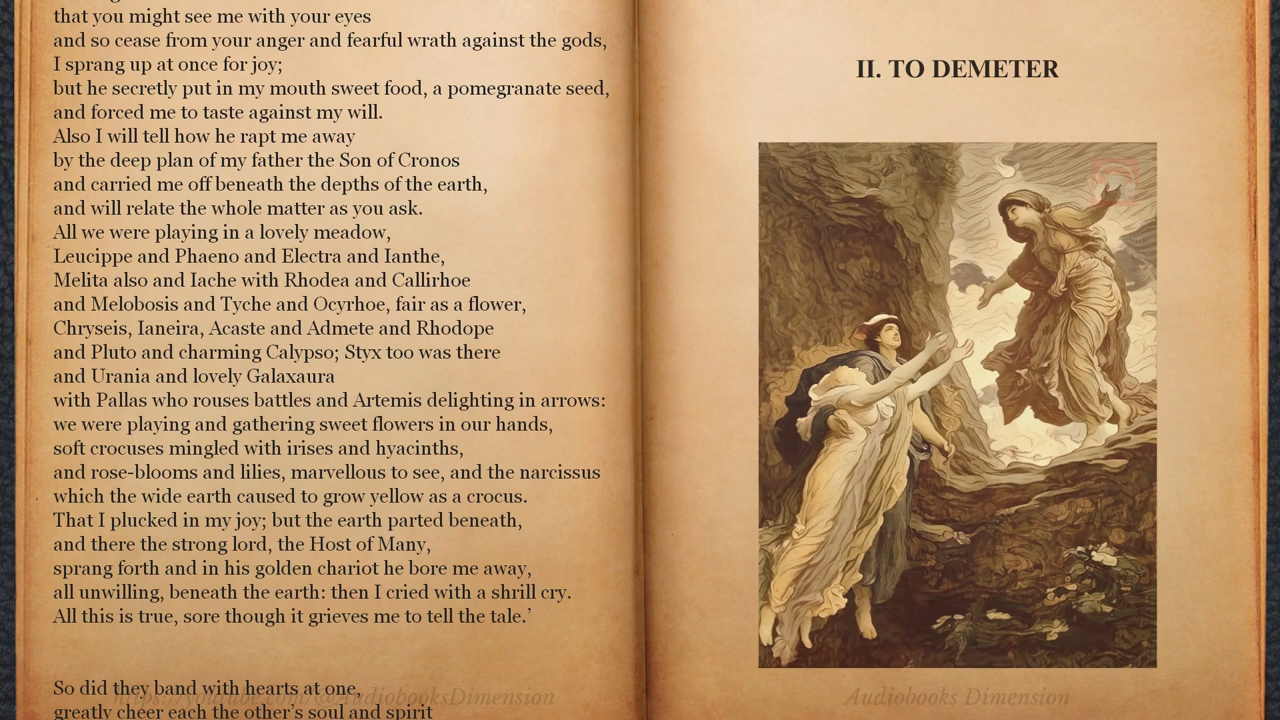 that you might see me with your eyes
and so cease from your anger and fearful wrath against the gods,
I sprang up at once for joy;
but he secretly put in my mouth sweet food, a pomegranate seed,
and forced me to taste against my will.
Also I will tell how he rapt me away
by the deep plan of my father the Son of Cronos
and carried me off beneath the depths of the earth,
and will relate the whole matter as you ask.
All we were playing in a lovely meadow,
Leucippe and Phaeno and Electra and Ianthe,
Melita also and Iache with Rhodea and Callirhoe
and Melobosis and Tyche and Ocyrhoe, fair as a flower,
Chryseis, Ianeira, Acaste and Admete and Rhodope
and Pluto and charming Calypso; Styx too was there
and Urania and lovely Galaxaura
with Pallas who rouses battles and Artemis delighting in arrows:
we were playing and gathering sweet flowers in our hands,
soft crocuses mingled with irises and hyacinths,
and rose-blooms and lilies, marvellous to see, and the narcissus
which the wide earth caused to grow yellow as a crocus.
That I plucked in my joy; but the earth parted beneath,
and there the strong lord, the Host of Many,
sprang forth and in his golden chariot he bore me away,
all unwilling, beneath the earth: then I cried with a shrill cry.
All this is true, sore though it grieves me to tell the tale.’
So did they band with hearts at one,
https://youtube.com/@AudiobooksDimension
greatly cheer each the other's soul and spirit
II. TO DEMETER
Audiobooks Dimension